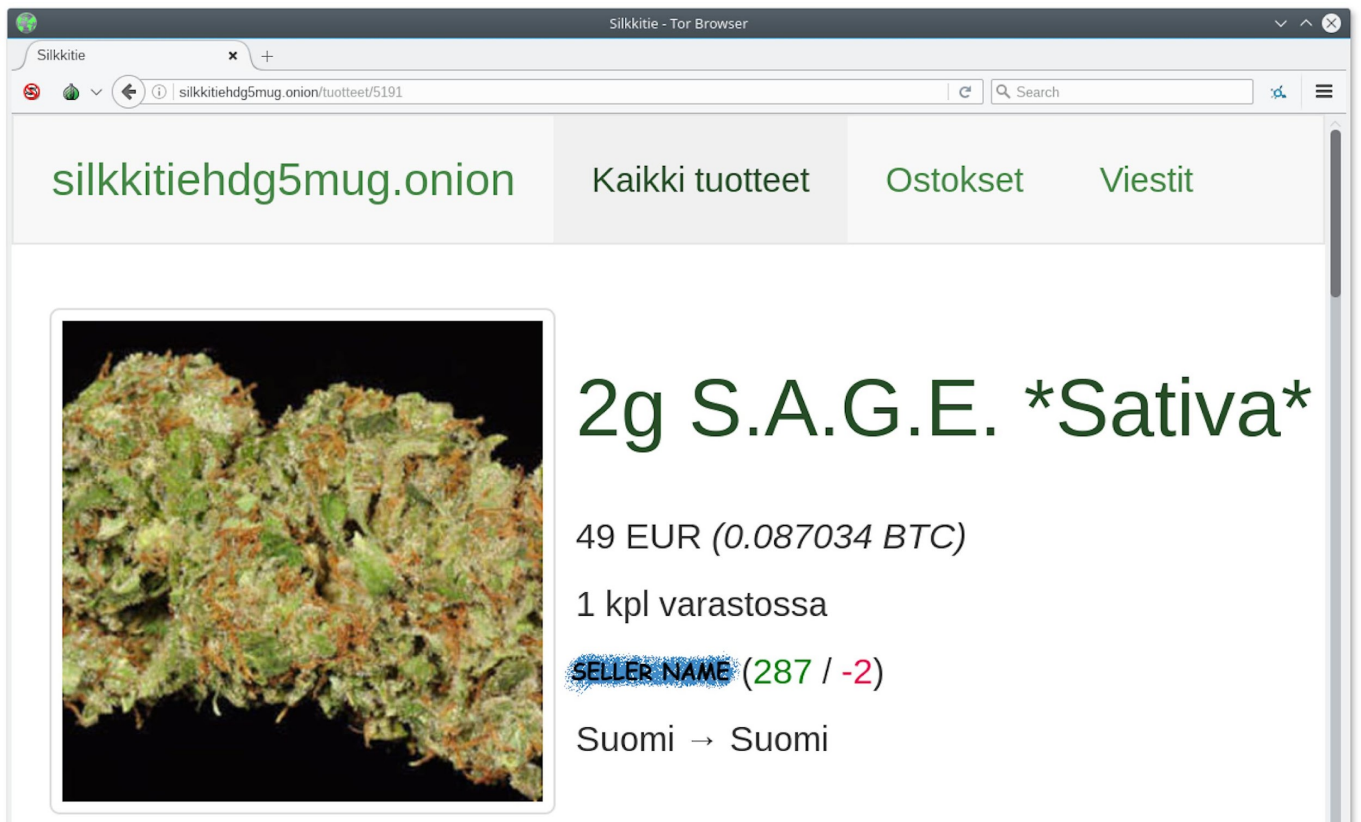 Silkkitie - Tor Browser
Silkkitie
silkkitiehdg5mug.onion/tuotteet/5191
Search
silkkitiehdg5mug.onion Kaikki tuotteet Ostokset Viestit
2g S.A.G.E. *Sativa*
49 EUR (0.087034 BTC)
1 kpl varastossa
SELLER NAME (287 / -2)
Suomi → Suomi